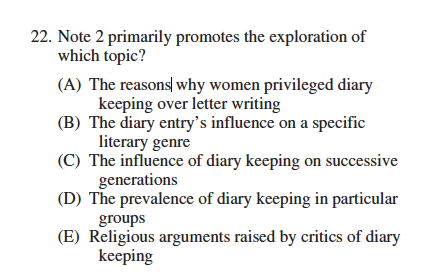 22. Note 2 primarily promotes the exploration of
which topic?
(A) The reasons why women privileged diary
keeping over letter writing
(B) The diary entry's influence on a specific
literary genre
(C) The influence of diary keeping on successive
generations
(D) The prevalence of diary keeping in particular
groups
(E) Religious arguments raised by critics of diary
keeping